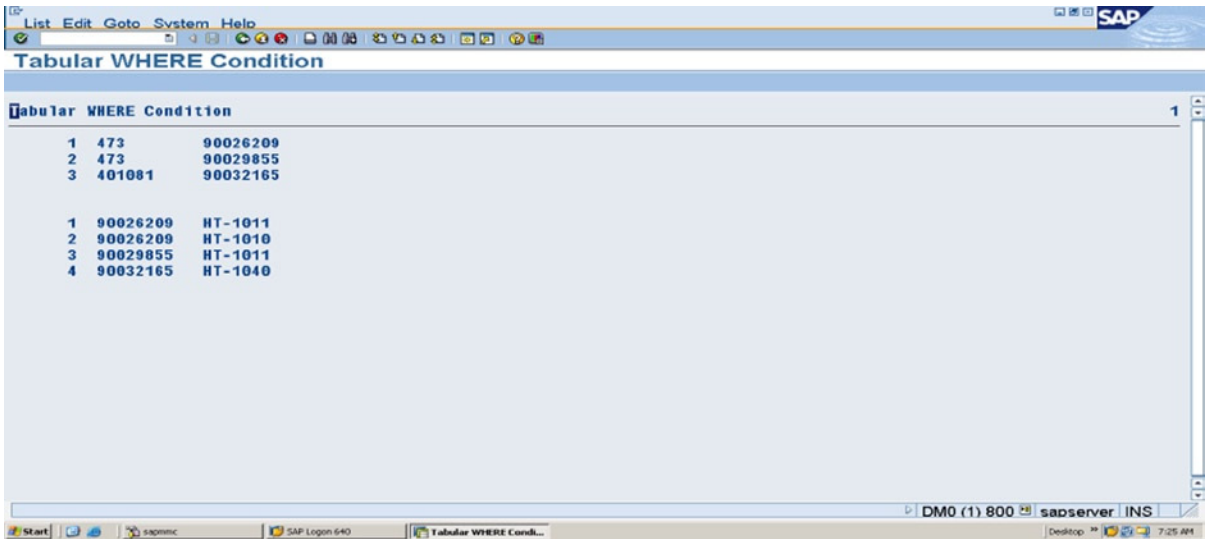 List Edit Goto System Help
SAP
Tabular WHERE Condition
Tabular WHERE Condition 1
1 473 90026209
2 473 90029855
3 401081 90032165
1 90026209 HT-1011
2 90026209 HT-1010
3 90029855 HT-1011
4 90032165 HT-1040
DM0 (1) 800 sapserver INS
Start sapmmc SAP Logon 640 Tabular WHERE Condi... Desktop » 7:25 AM